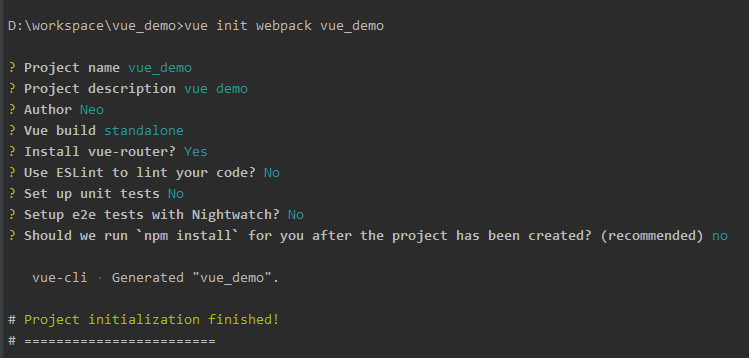 D:\workspace\vue_demo>vue init webpack vue_demo
? Project name vue_demo
? Project description vue demo
? Author Neo
? Vue build standalone
? Install vue-router? Yes
? Use ESLint to lint your code? No
? Set up unit tests No
? Setup e2e tests with Nightwatch? No
? Should we run `npm install` for you after the project has been created? (recommended) no
vue-cli · Generated "vue_demo".
# Project initialization finished!
# ========================